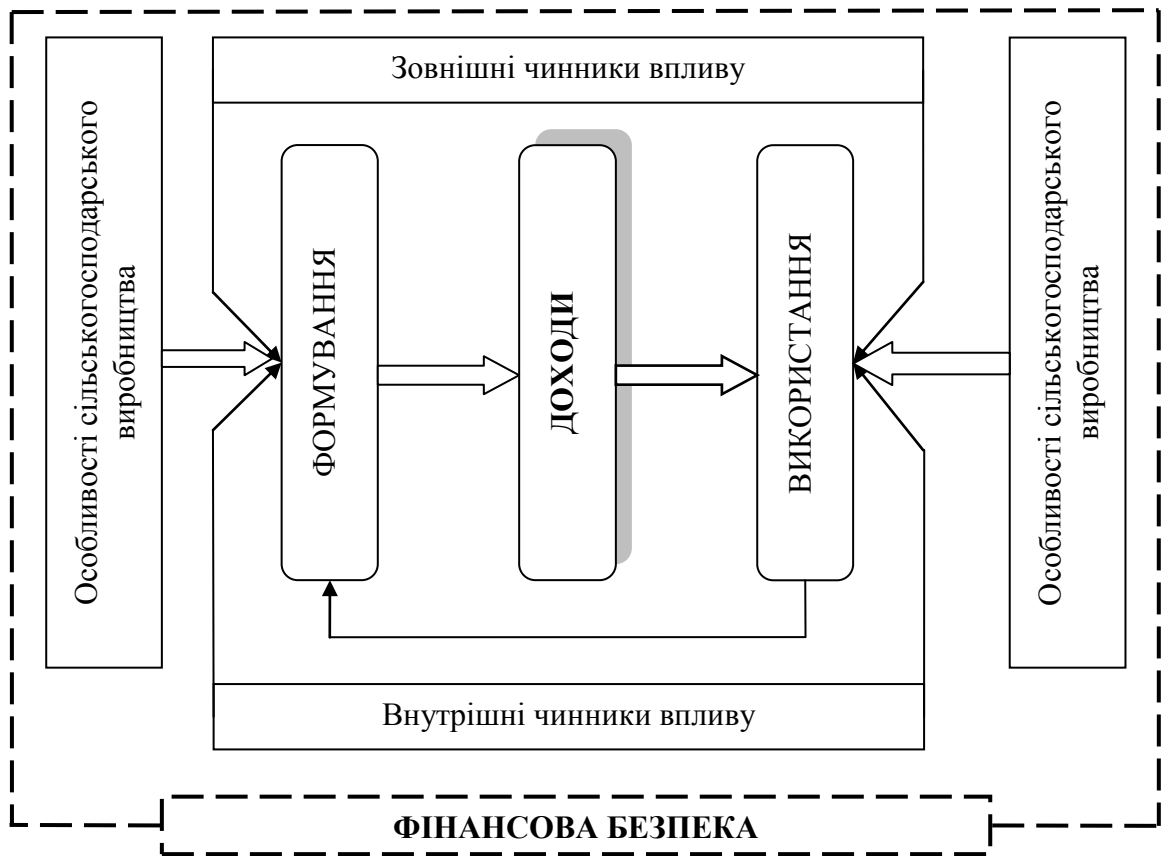 Зовнішні чинники впливу
Особливості сільськогосподарського
виробництва
ФОРМУВАННЯ
ДОХОДИ
ВИКОРИСТАННЯ
Особливості сільськогосподарського
виробництва
Внутрішні чинники впливу
ФІНАНСОВА БЕЗПЕКА